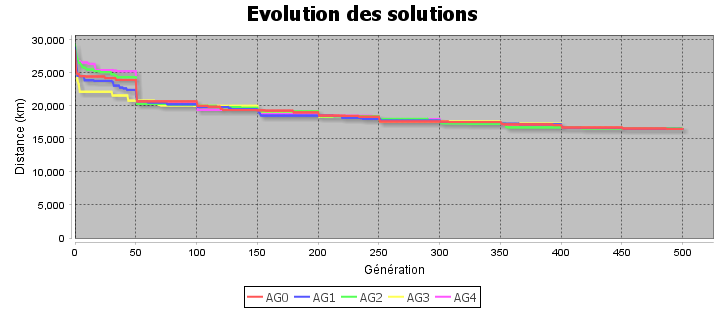 Evolution des solutions
30,000
25,000
20,000
15,000
10,000
5,000
0
Distance (km)
0 50 100 150 200 250 300 350 400 450 500
Génération
AG0 AG1 AG2 AG3 AG4